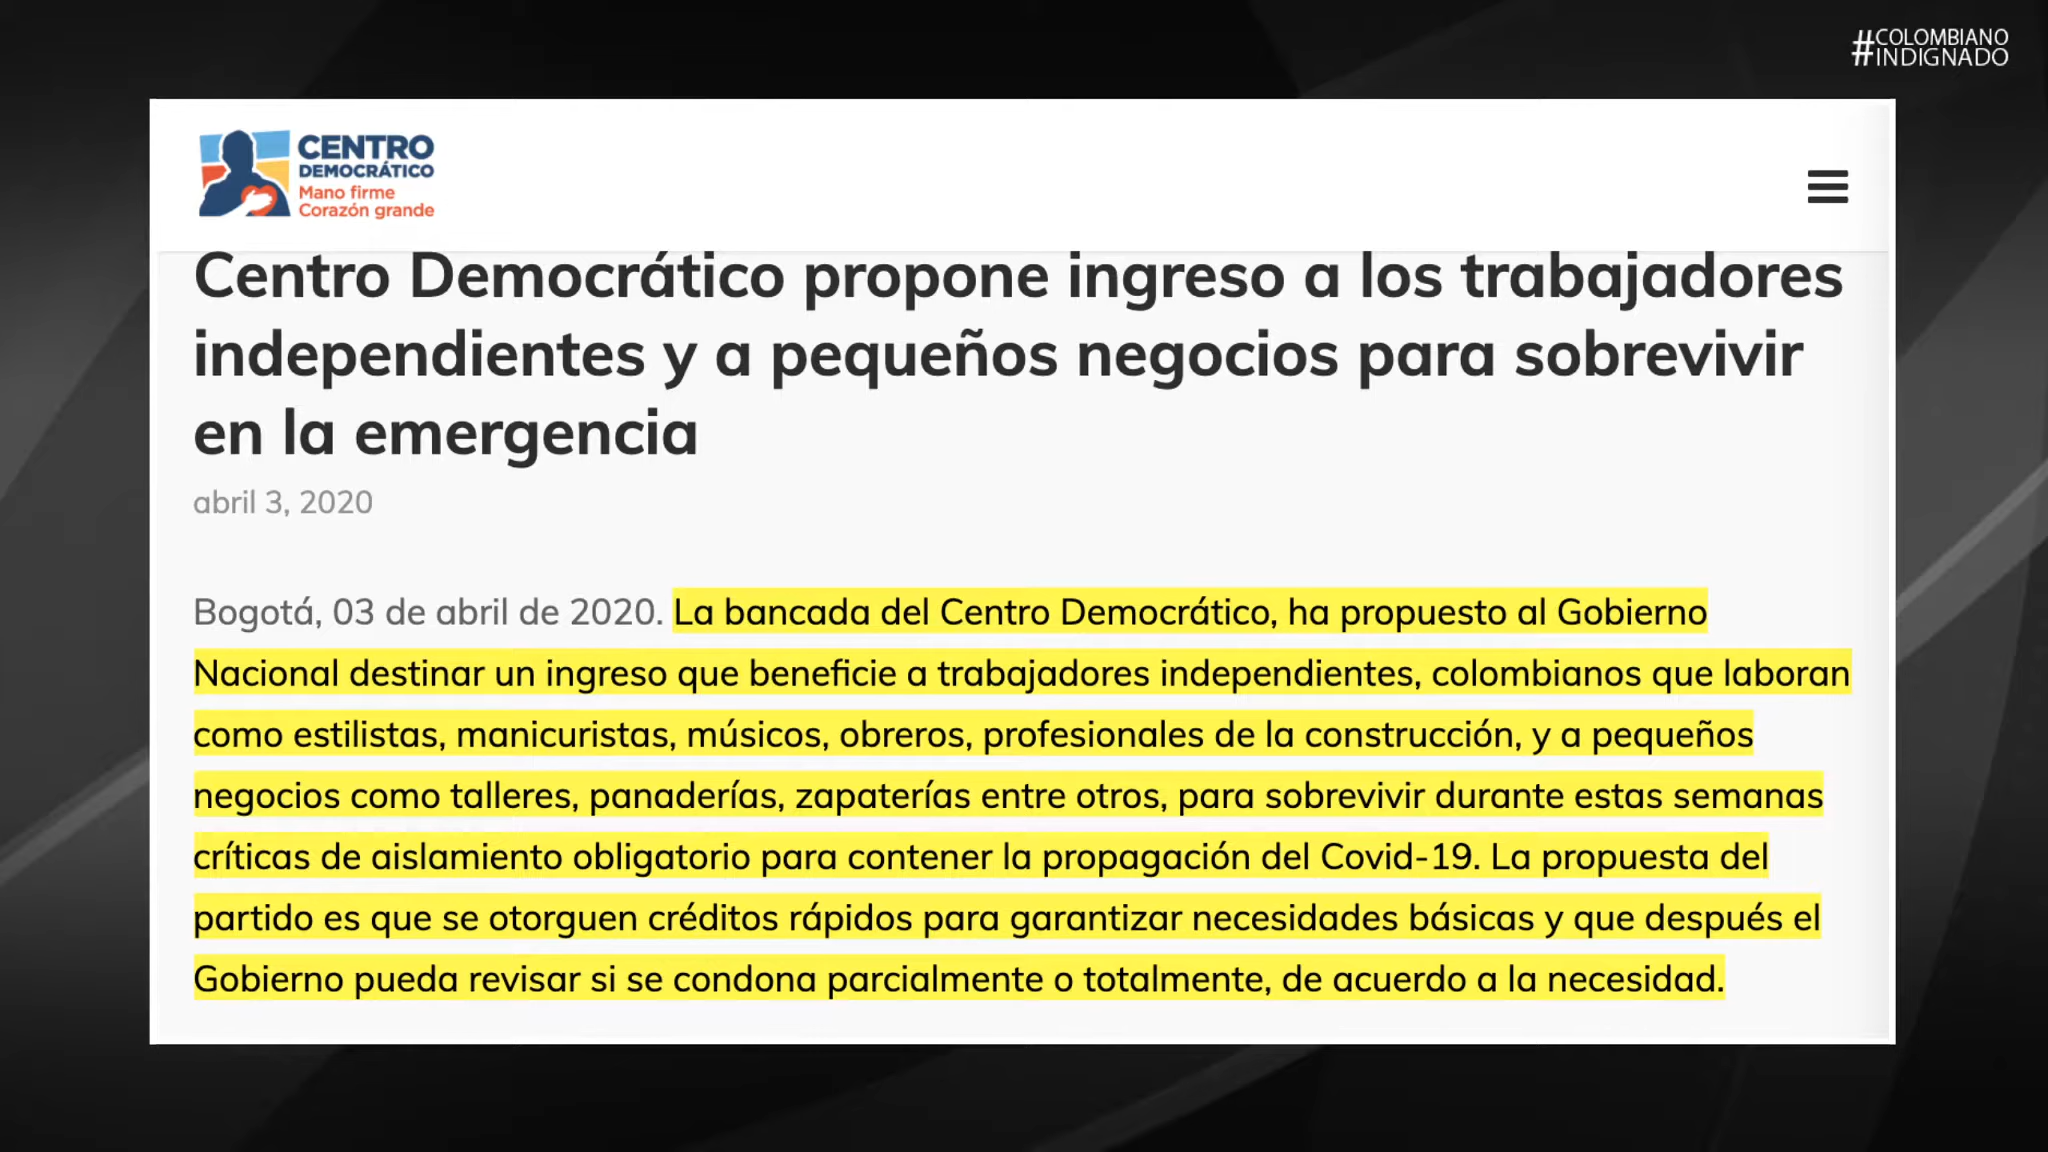 #COLOMBIANO
INDIGNADO
CENTRO
DEMOCRÁTICO
Mano firme
Corazón grande
Centro Democrático propone ingreso a los trabajadores
independientes y a pequeños negocios para sobrevivir
en la emergencia
abril 3, 2020
Bogotá, 03 de abril de 2020. La bancada del Centro Democrático, ha propuesto al Gobierno
Nacional destinar un ingreso que beneficie a trabajadores independientes, colombianos que laboran
como estilistas, manicuristas, músicos, obreros, profesionales de la construcción, y a pequeños
negocios como talleres, panaderías, zapaterías entre otros, para sobrevivir durante estas semanas
críticas de aislamiento obligatorio para contener la propagación del Covid-19. La propuesta del
partido es que se otorguen créditos rápidos para garantizar necesidades básicas y que después el
Gobierno pueda revisar si se condona parcialmente o totalmente, de acuerdo a la necesidad.